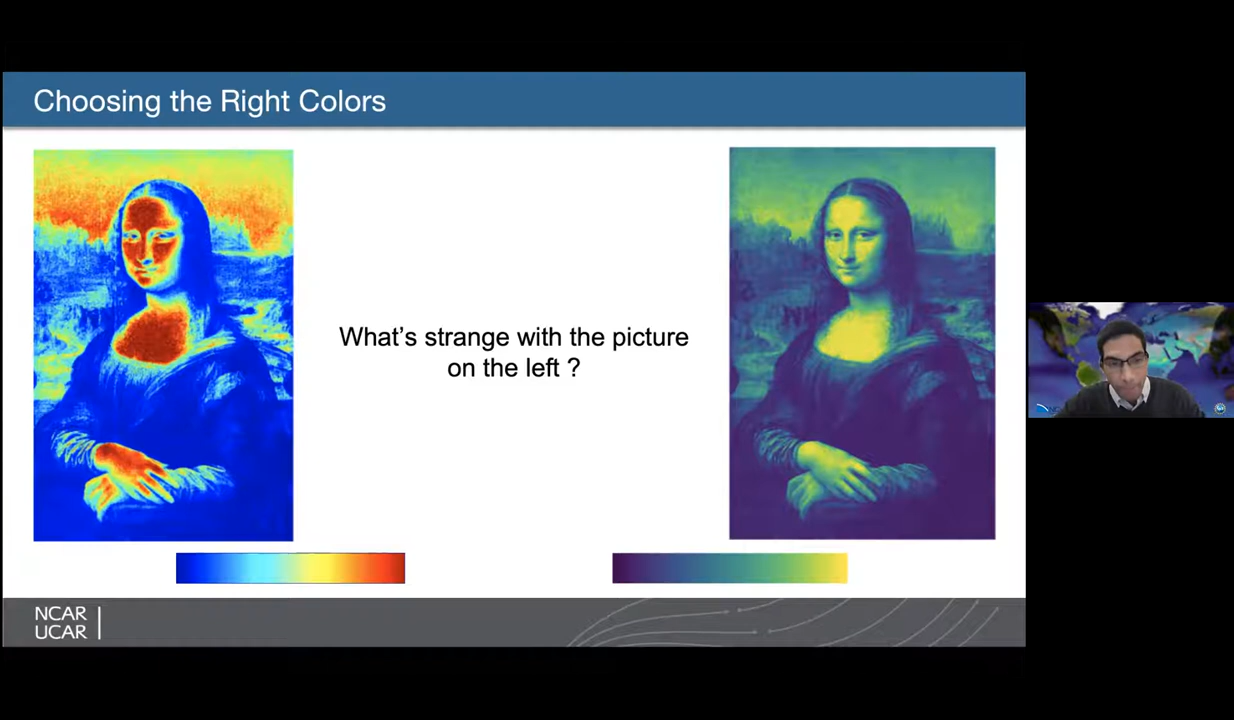 Choosing the Right Colors
What's strange with the picture
on the left ?
NCAR
UCAR